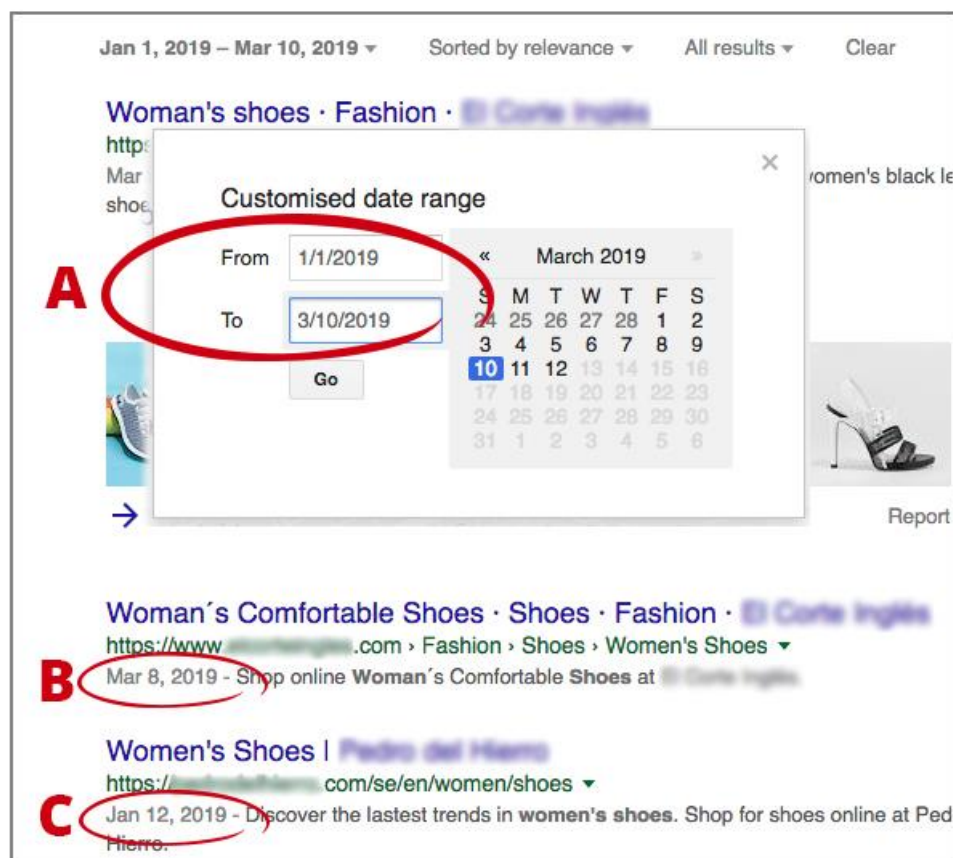 Jan 1, 2019 – Mar 10, 2019 Sorted by relevance All results Clear
Woman's shoes · Fashion ·
http
Mar women's black le
shoe
Customised date range
From 1/1/2019
To 3/10/2019
Go
« March 2019 »
S M T W T F S
24 25 26 27 28 1 2
3 4 5 6 7 8 9
10 11 12 13 14 15 16
17 18 19 20 21 22 23
24 25 26 27 28 29 30
31 1 2 3 4 5 6
A
Report
Woman´s Comfortable Shoes · Shoes · Fashion ·
https://www. .com › Fashion › Shoes › Women's Shoes
B
Mar 8, 2019 - Shop online Woman´s Comfortable Shoes at
Women's Shoes |
https:/ .com/se/en/women/shoes
C
Jan 12, 2019 - Discover the lastest trends in women's shoes. Shop for shoes online at Ped
Hierro.